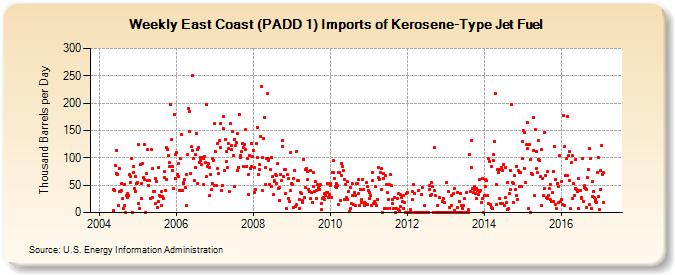 Weekly East Coast (PADD 1) Imports of Kerosene-Type Jet Fuel
Thousand Barrels per Day
300
250
200
150
100
50
0
2004 2006 2008 2010 2012 2014 2016
Source: U.S. Energy Information Administration